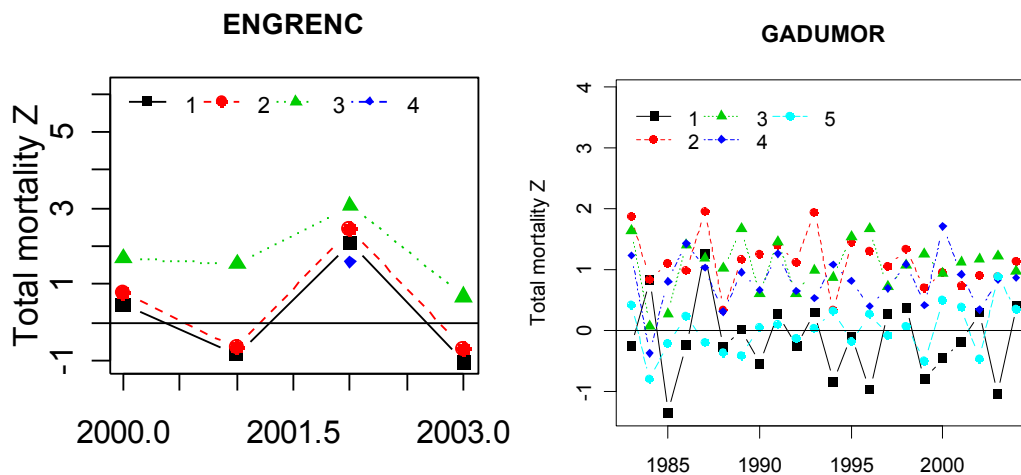 ENGRENC
Total mortality Z
5
3
1
-1
1 2 3 4
2000.0 2001.5 2003.0
GADUMOR
Total mortality Z
4
3
2
1
0
-1
1 3 5
2 4
1985 1990 1995 2000